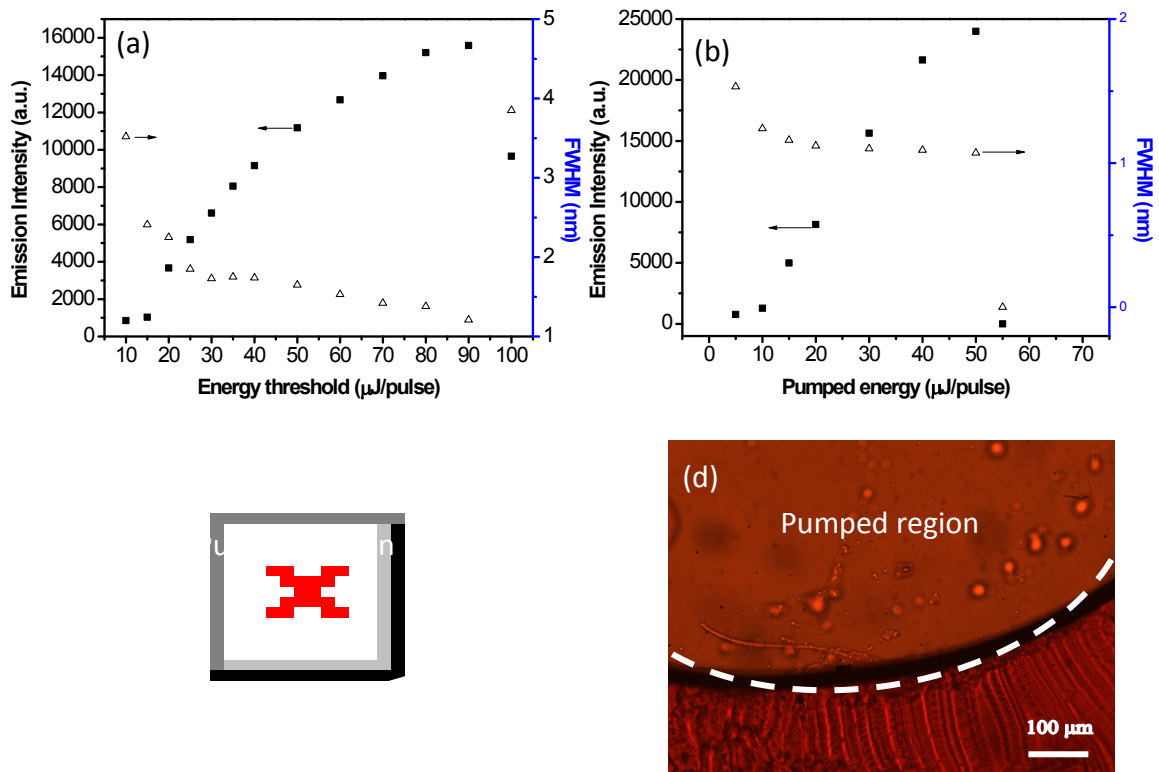 (a)
16000
14000
12000
10000
8000
6000
4000
2000
0
Emission Intensity (a.u.)
5
4
3
2
1
FWHM (nm)
10 20 30 40 50 60 70 80 90 100
Energy threshold (μJ/pulse)
(b)
25000
20000
15000
10000
5000
0
Emission Intensity (a.u.)
2
1
0
FWHM (nm)
0 10 20 30 40 50 60 70
Pumped energy (μJ/pulse)
(d)
Pumped region
100 μm